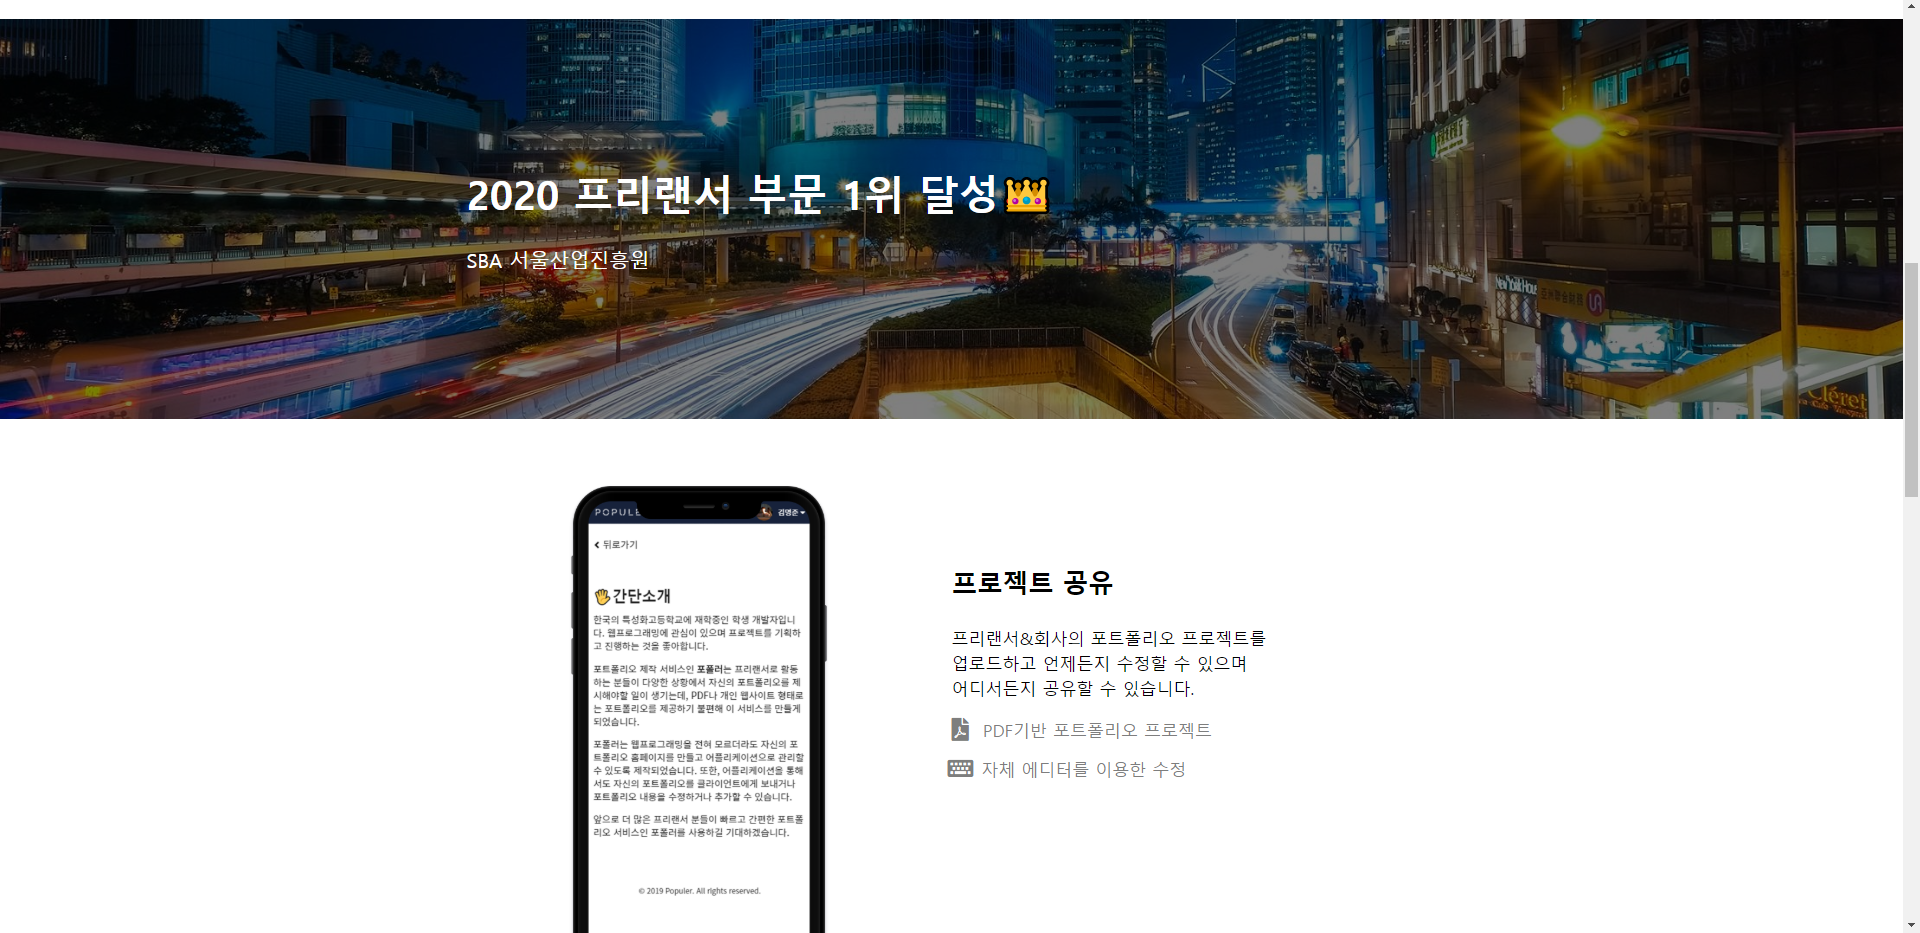 2020 프리랜서 부문 1위 달성👑
SBA 서울산업진흥원
New York House
Cléret
POPULE
김명준
뒤로가기
🖐간단소개
한국의 특성화고등학교에 재학중인 학생 개발자입니
다. 웹프로그래밍에 관심이 있으며 프로젝트를 기획하
고 진행하는 것을 좋아합니다.
포트폴리오 제작 서비스인 포폴러는 프리랜서로 활동
하는 분들이 다양한 상황에서 자신의 포트폴리오를 제
시해야할 일이 생기는데, PDF나 개인 웹사이트 형태로
는 포트폴리오를 제공하기 불편해 이 서비스를 만들게
되었습니다.
포폴러는 웹프로그래밍을 전혀 모르더라도 자신의 포
트폴리오 홈페이지를 만들고 어플리케이션으로 관리할
수 있도록 제작되었습니다. 또한, 어플리케이션을 통해
서도 자신의 포트폴리오를 클라이언트에게 보내거나
포트폴리오 내용을 수정하거나 추가할 수 있습니다.
앞으로 더 많은 프리랜서 분들이 빠르고 간편한 포트폴
리오 서비스인 포폴러를 사용하길 기대하겠습니다.
© 2019 Populer. All rights reserved.
프로젝트 공유
프리랜서&회사의 포트폴리오 프로젝트를
업로드하고 언제든지 수정할 수 있으며
어디서든지 공유할 수 있습니다.
PDF기반 포트폴리오 프로젝트
자체 에디터를 이용한 수정